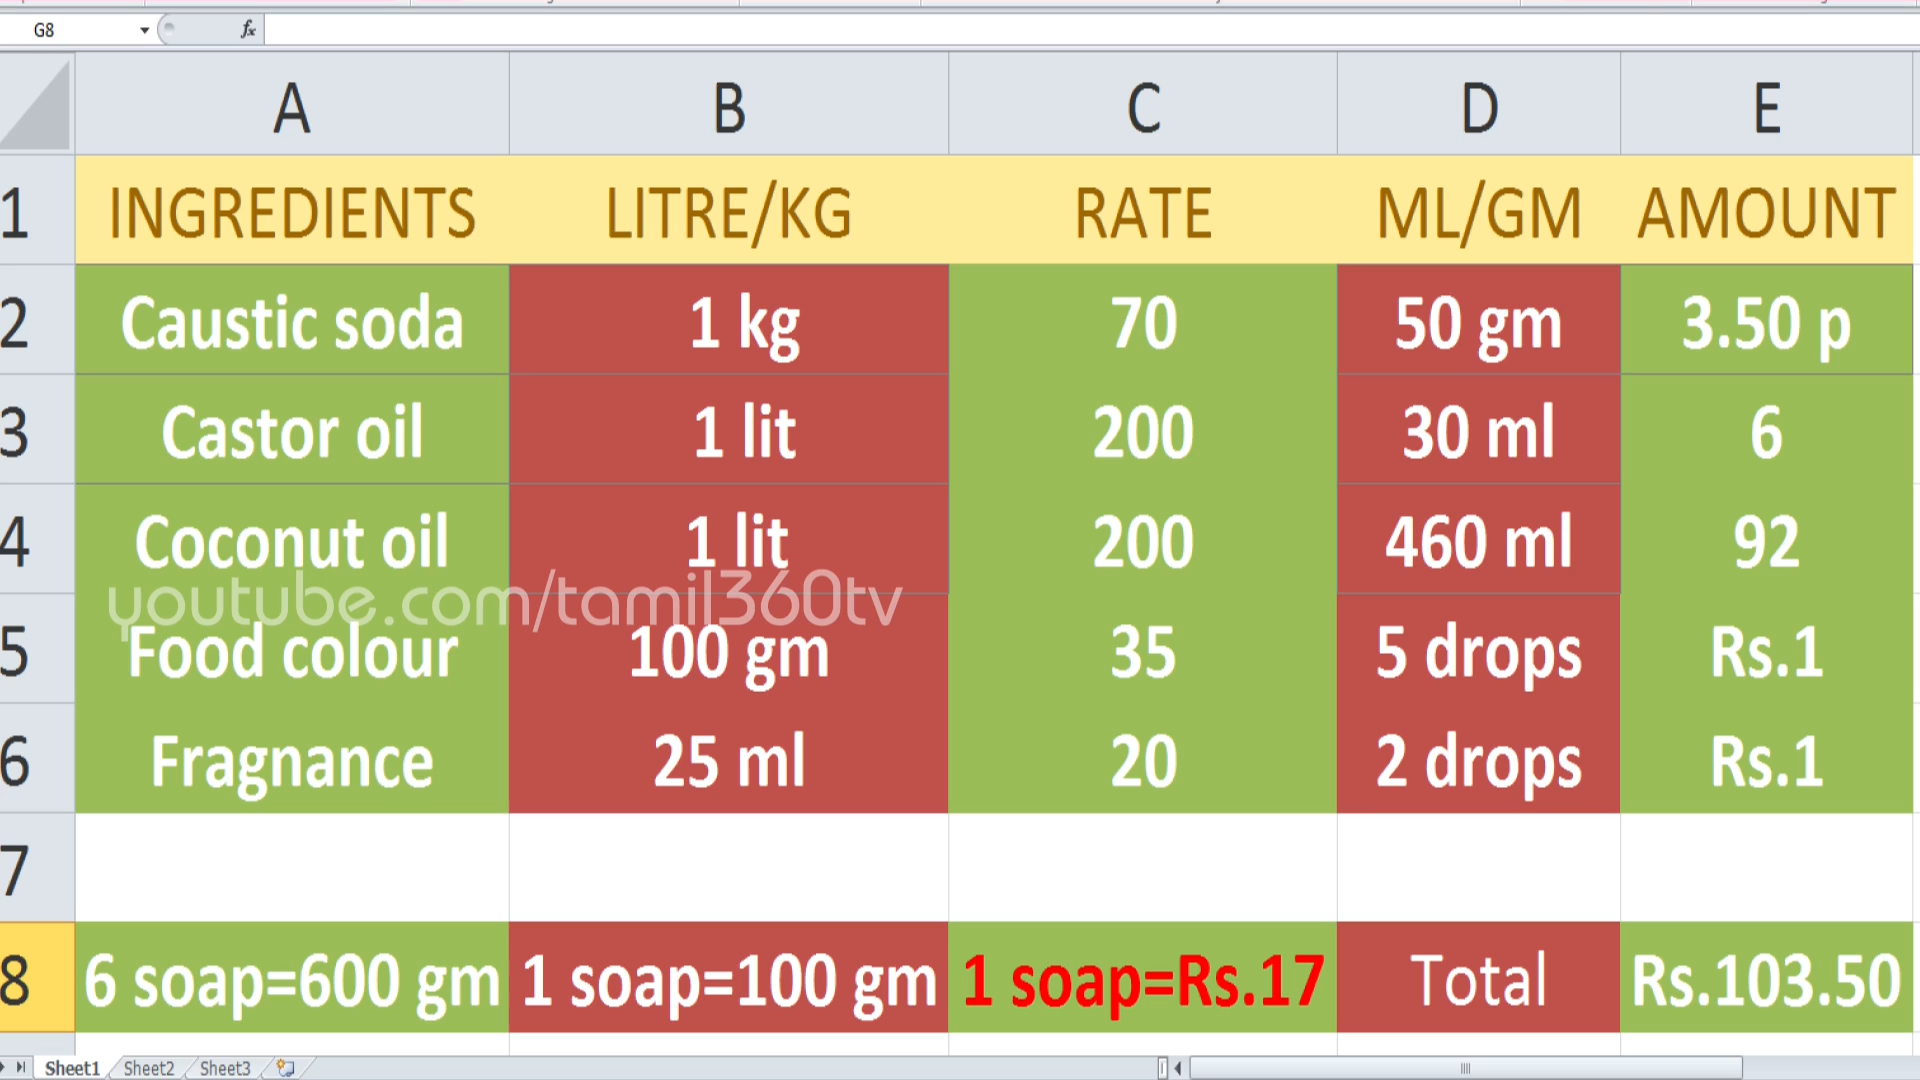 G8
fx
A B C D E
1 INGREDIENTS LITRE/KG RATE ML/GM AMOUNT
2 Caustic soda 1 kg 70 50 gm 3.50 p
3 Castor oil 1 lit 200 30 ml 6
4 Coconut oil 1 lit 200 460 ml 92
youtube.com/tamil360tv
5 Food colour 100 gm 35 5 drops Rs.1
6 Fragnance 25 ml 20 2 drops Rs.1
7
8 6 soap=600 gm 1 soap=100 gm 1 soap=Rs.17 Total Rs.103.50
Sheet1 Sheet2 Sheet3